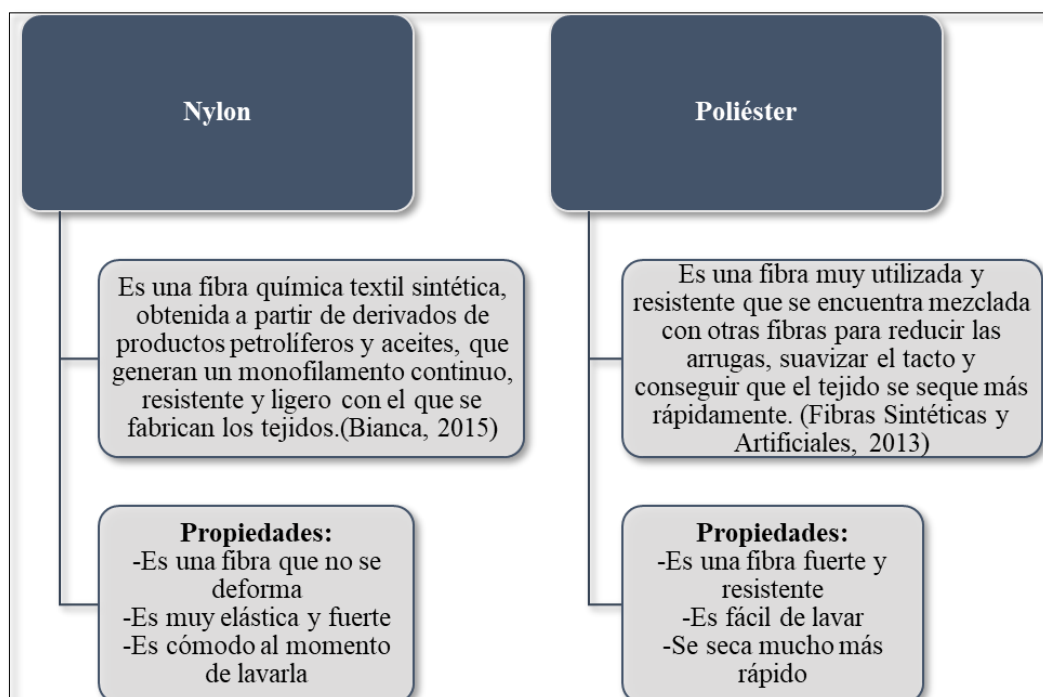 Nylon
Es una fibra química textil sintética,
obtenida a partir de derivados de
productos petrolíferos y aceites, que
generan un monofilamento continuo,
resistente y ligero con el que se
fabrican los tejidos.(Bianca, 2015)
Propiedades:
-Es una fibra que no se
deforma
-Es muy elástica y fuerte
-Es cómodo al momento
de lavarla
Poliéster
Es una fibra muy utilizada y
resistente que se encuentra mezclada
con otras fibras para reducir las
arrugas, suavizar el tacto y
conseguir que el tejido se seque más
rápidamente. (Fibras Sintéticas y
Artificiales, 2013)
Propiedades:
-Es una fibra fuerte y
resistente
-Es fácil de lavar
-Se seca mucho más
rápido